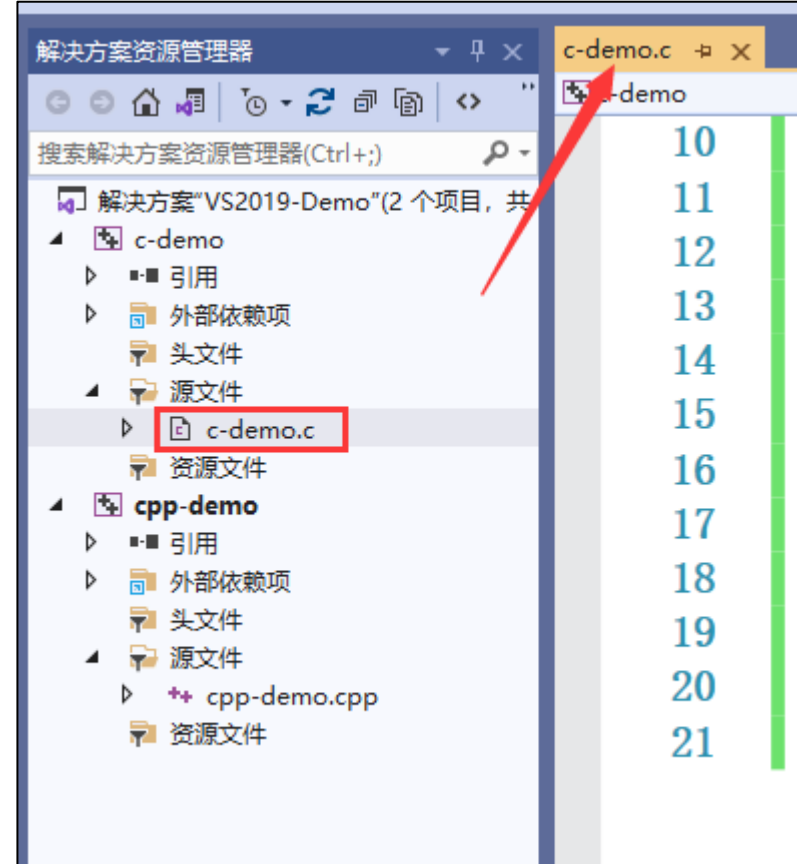 解决方案资源管理器
搜索解决方案资源管理器(Ctrl+;)
解决方案"VS2019-Demo"(2 个项目，共
c-demo
引用
外部依赖项
头文件
源文件
c-demo.c
资源文件
cpp-demo
引用
外部依赖项
头文件
源文件
cpp-demo.cpp
资源文件
c-demo.c
-demo
10
11
12
13
14
15
16
17
18
19
20
21